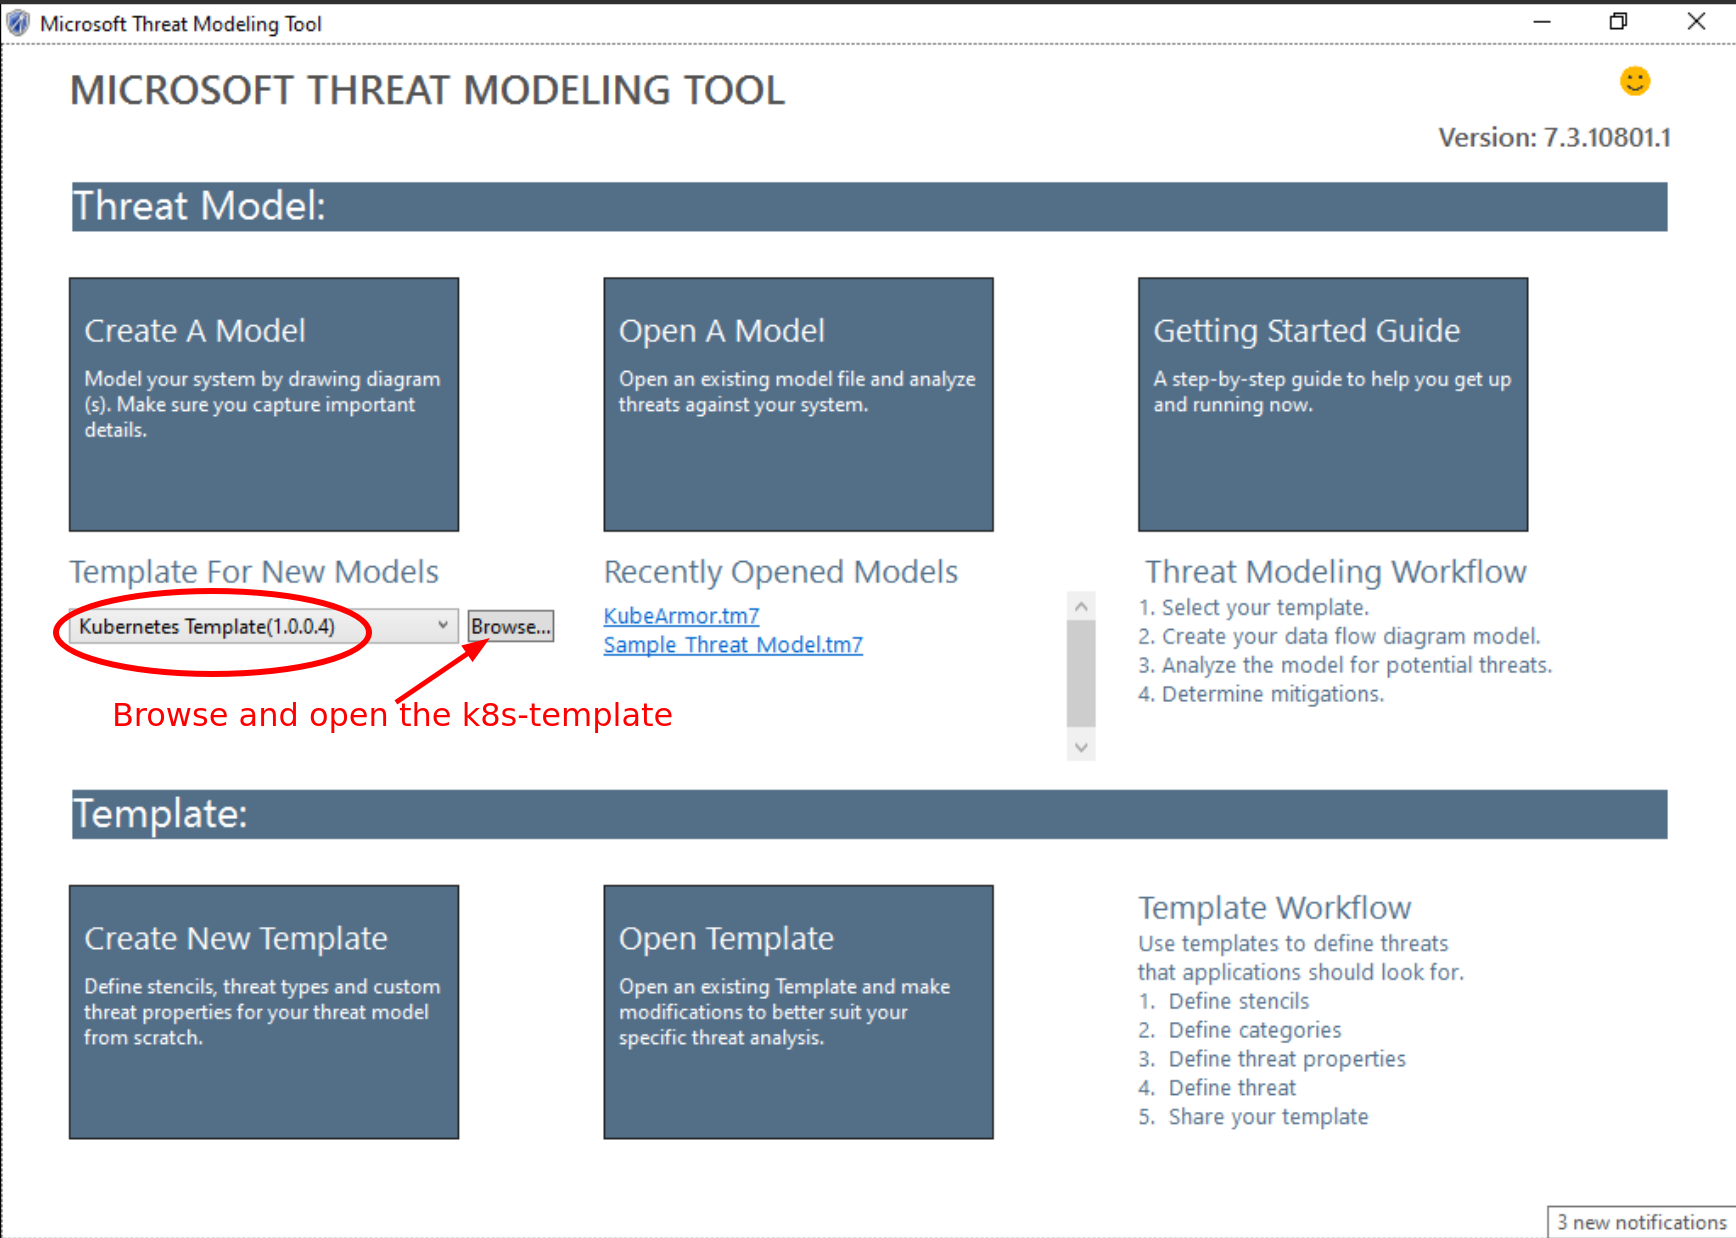 Microsoft Threat Modeling Tool
MICROSOFT THREAT MODELING TOOL
Version: 7.3.10801.1
Threat Model:
Create A Model
Model your system by drawing diagram
(s). Make sure you capture important
details.
Open A Model
Open an existing model file and analyze
threats against your system.
Getting Started Guide
A step-by-step guide to help you get up
and running now.
Template For New Models
Kubernetes Template(1.0.0.4)
Browse...
Browse and open the k8s-template
Recently Opened Models
KubeArmor.tm7
Sample Threat Model.tm7
Threat Modeling Workflow
1. Select your template.
2. Create your data flow diagram model.
3. Analyze the model for potential threats.
4. Determine mitigations.
Template:
Create New Template
Define stencils, threat types and custom
threat properties for your threat model
from scratch.
Open Template
Open an existing Template and make
modifications to better suit your
specific threat analysis.
Template Workflow
Use templates to define threats
that applications should look for.
1. Define stencils
2. Define categories
3. Define threat properties
4. Define threat
5. Share your template
3 new notifications